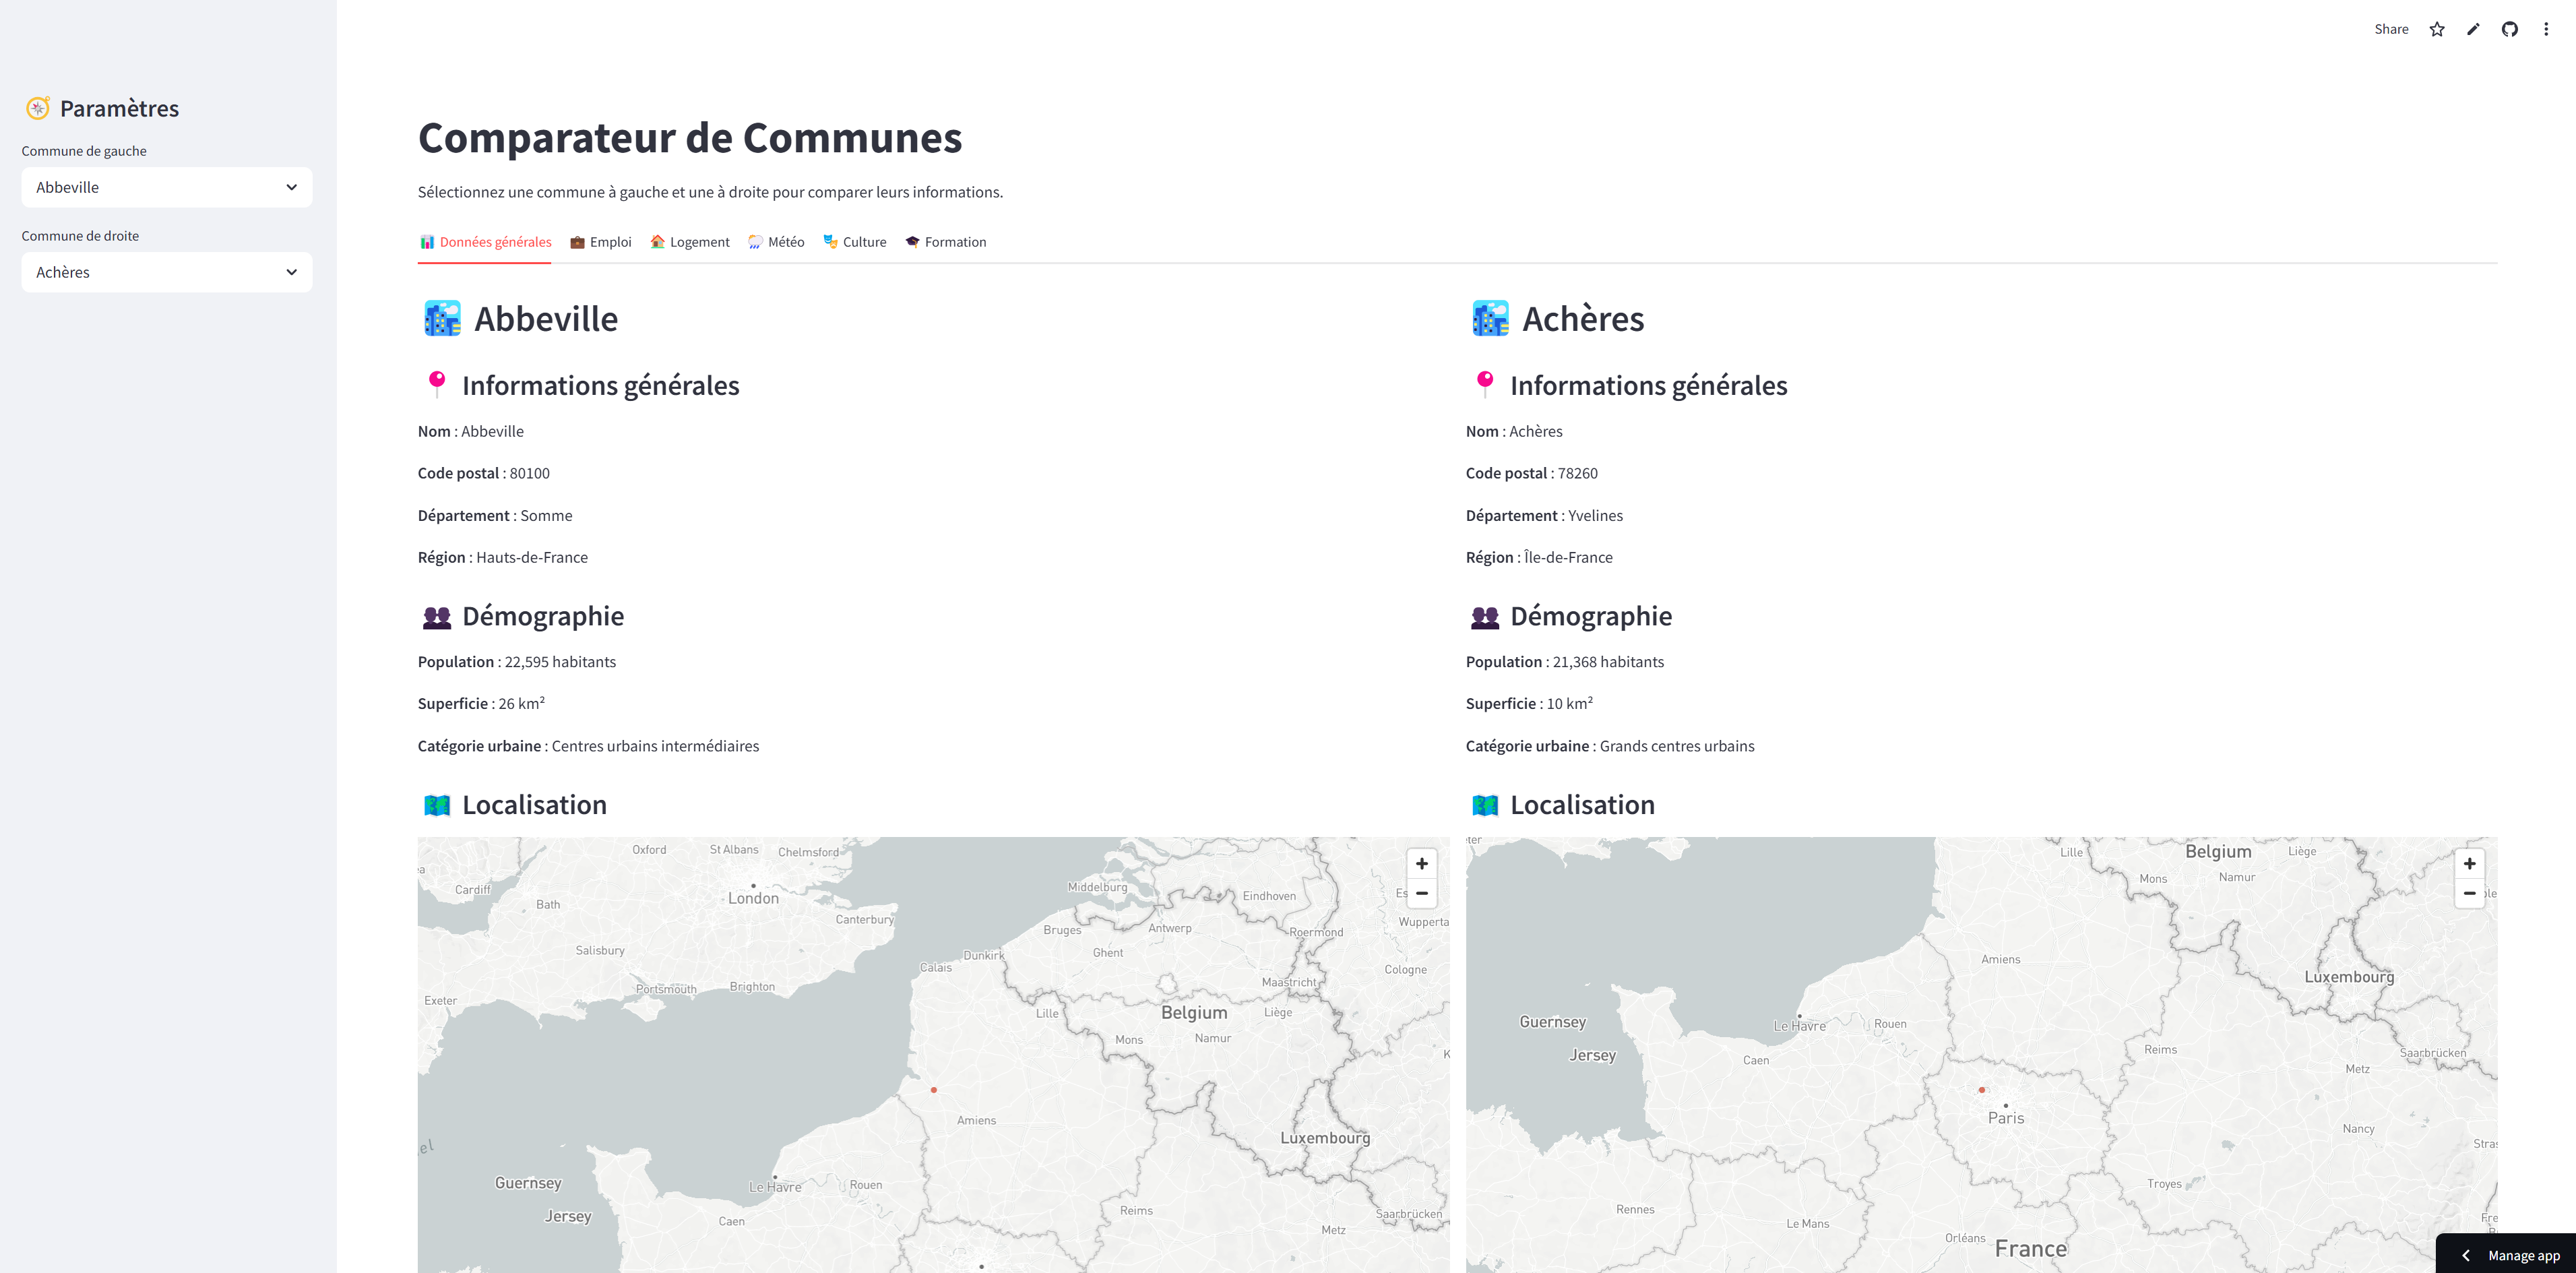 Share
Paramètres
Commune de gauche
Abbeville
Commune de droite
Achères
Comparateur de Communes
Sélectionnez une commune à gauche et une à droite pour comparer leurs informations.
Données générales Emploi Logement Météo Culture Formation
Abbeville
Informations générales
Nom : Abbeville
Code postal : 80100
Département : Somme
Région : Hauts-de-France
Démographie
Population : 22,595 habitants
Superficie : 26 km²
Catégorie urbaine : Centres urbains intermédiaires
Localisation
Oxford
St Albans
Chelmsford
Cardiff
London
Bath
Canterbury
Salisbury
Portsmouth
Brighton
Exeter
Middelburg
Eindhoven
Bruges
Antwerp
Roermond
Dunkirk
Ghent
Calais
Maastricht
Cologne
Lille
Belgium
Liège
Mons
Namur
Amiens
Luxembourg
Guernsey
Le Havre
Rouen
Jersey
Caen
Reims
Saarbrücken
Metz
Achères
Informations générales
Nom : Achères
Code postal : 78260
Département : Yvelines
Région : Île-de-France
Démographie
Population : 21,368 habitants
Superficie : 10 km²
Catégorie urbaine : Grands centres urbains
Localisation
Lille
Belgium
Liège
Mons
Namur
Amiens
Luxembourg
Guernsey
Le Havre
Rouen
Jersey
Caen
Reims
Saarbrücken
Metz
Paris
Nancy
Troyes
Rennes
Le Mans
Orléans
France
Manage app